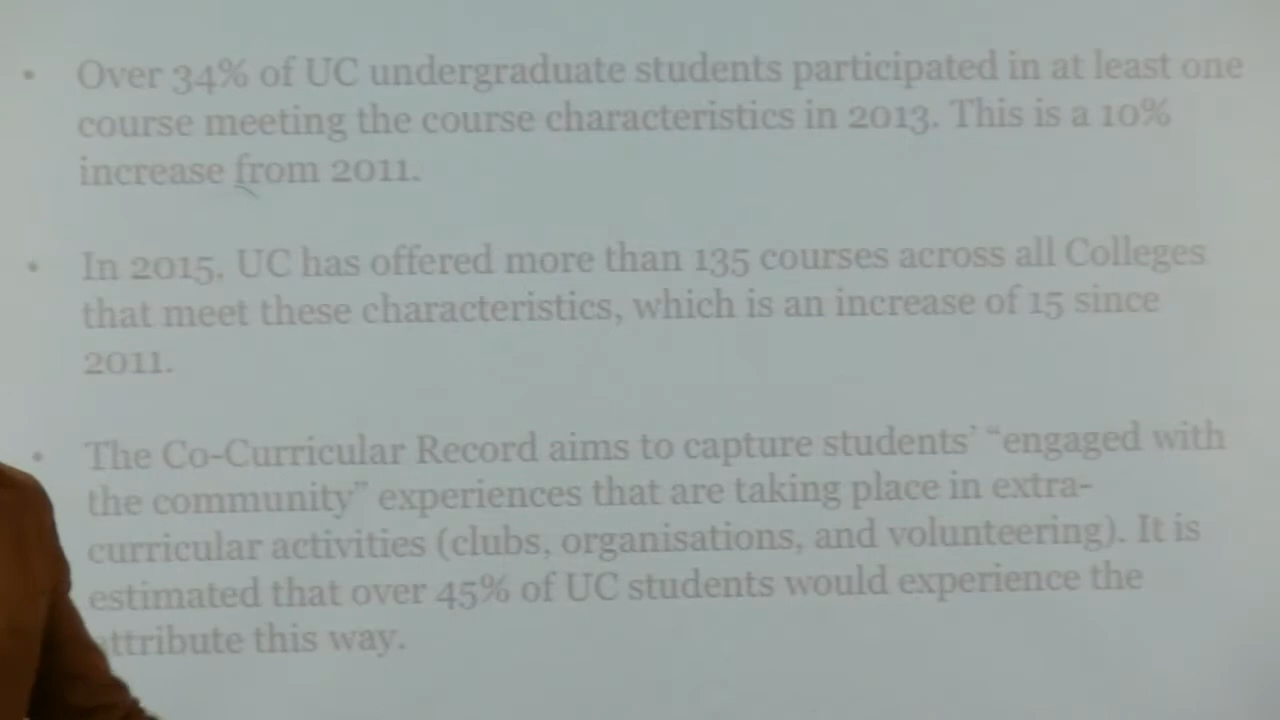 • Over 34% of UC undergraduate students participated in at least one
course meeting the course characteristics in 2013. This is a 10%
increase from 2011.
• In 2015, UC has offered more than 135 courses across all Colleges
that meet these characteristics, which is an increase of 15 since
2011.
• The Co-Curricular Record aims to capture students’ “engaged with
the community” experiences that are taking place in extra-
curricular activities (clubs, organisations, and volunteering). It is
estimated that over 45% of UC students would experience the
attribute this way.